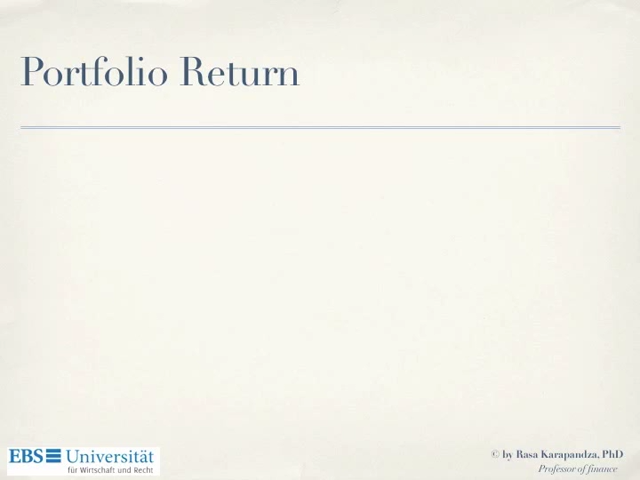 Portfolio Return
EBS Universität
für Wirtschaft und Recht
© by Rasa Karapandza, PhD
Professor of finance